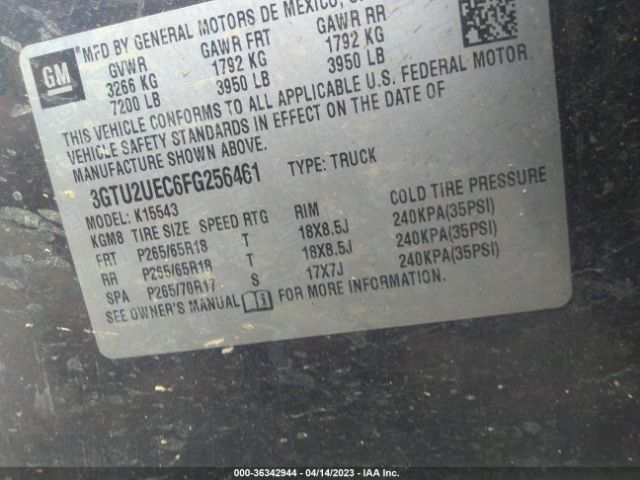 GM
MFD BY GENERAL MOTORS DE MEXICO,
GVWR GAWR FRT GAWR RR
3266 KG 1792 KG 1792 KG
7200 LB 3950 LB 3950 LB
THIS VEHICLE CONFORMS TO ALL APPLICABLE U.S. FEDERAL MOTOR
VEHICLE SAFETY STANDARDS IN EFFECT ON THE DATE OF
MANUFACTURE SHOWN ABOVE.
3GTU2UEC6FG256461 TYPE: TRUCK
MODEL: K15543
KGM8 TIRE SIZE SPEED RTG RIM COLD TIRE PRESSURE
FRT P265/65R18 T 18X8.5J 240KPA(35PSI)
RR P265/65R18 T 18X8.5J 240KPA(35PSI)
SPA P265/70R17 S 17X7J 240KPA(35PSI)
SEE OWNER'S MANUAL FOR MORE INFORMATION.
000-36342944 - 04/14/2023 - IAA Inc.